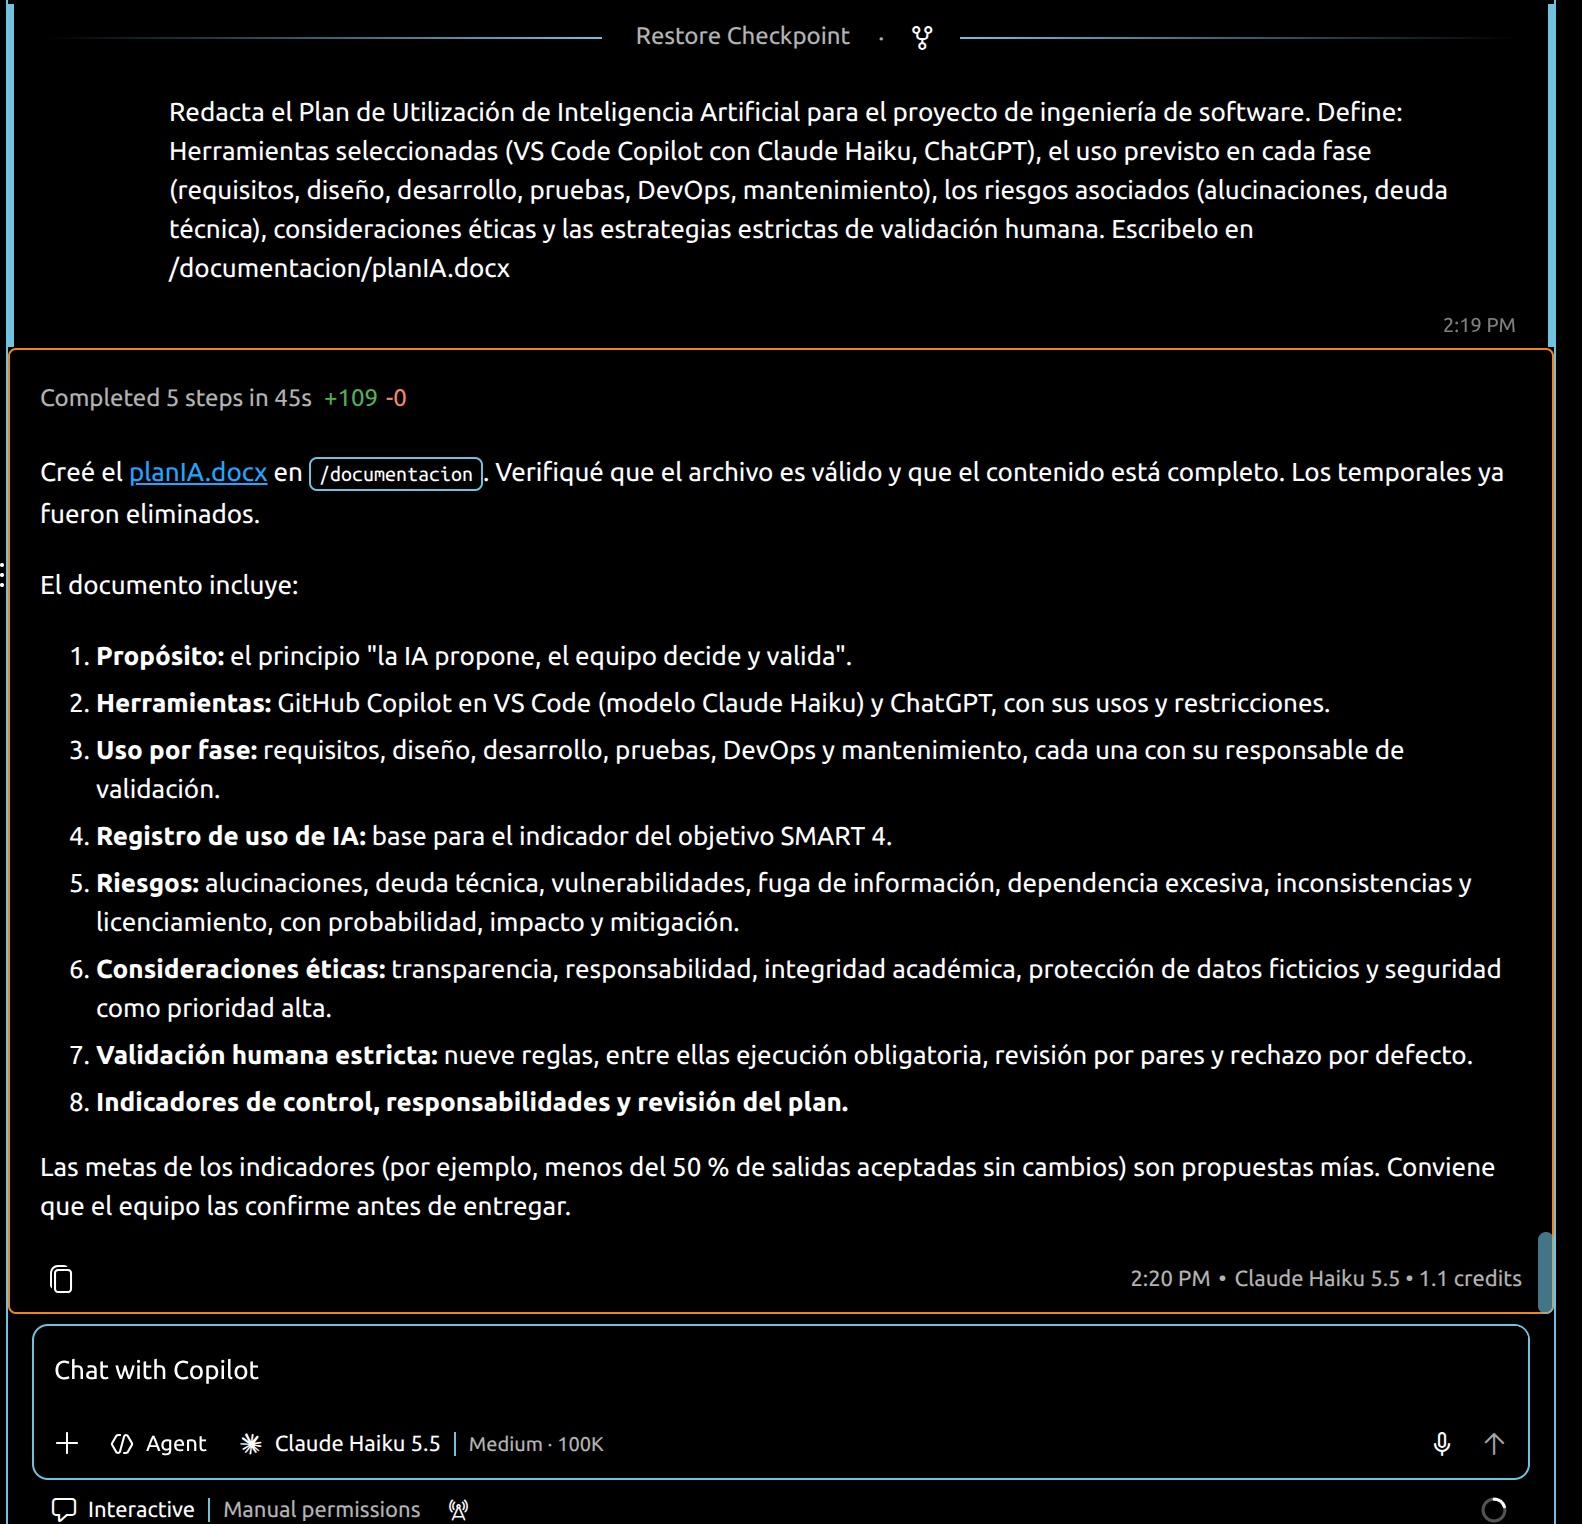 Restore Checkpoint ·
Redacta el Plan de Utilización de Inteligencia Artificial para el proyecto de ingeniería de software. Define:
Herramientas seleccionadas (VS Code Copilot con Claude Haiku, ChatGPT), el uso previsto en cada fase
(requisitos, diseño, desarrollo, pruebas, DevOps, mantenimiento), los riesgos asociados (alucinaciones, deuda
técnica), consideraciones éticas y las estrategias estrictas de validación humana. Escribelo en
/documentacion/planIA.docx
2:19 PM
Completed 5 steps in 45s +109 -0
Creé el planIA.docx en /documentacion. Verifiqué que el archivo es válido y que el contenido está completo. Los temporales ya
fueron eliminados.
El documento incluye:
1. Propósito: el principio "la IA propone, el equipo decide y valida".
2. Herramientas: GitHub Copilot en VS Code (modelo Claude Haiku) y ChatGPT, con sus usos y restricciones.
3. Uso por fase: requisitos, diseño, desarrollo, pruebas, DevOps y mantenimiento, cada una con su responsable de
validación.
4. Registro de uso de IA: base para el indicador del objetivo SMART 4.
5. Riesgos: alucinaciones, deuda técnica, vulnerabilidades, fuga de información, dependencia excesiva, inconsistencias y
licenciamiento, con probabilidad, impacto y mitigación.
6. Consideraciones éticas: transparencia, responsabilidad, integridad académica, protección de datos ficticios y seguridad
como prioridad alta.
7. Validación humana estricta: nueve reglas, entre ellas ejecución obligatoria, revisión por pares y rechazo por defecto.
8. Indicadores de control, responsabilidades y revisión del plan.
Las metas de los indicadores (por ejemplo, menos del 50 % de salidas aceptadas sin cambios) son propuestas mías. Conviene
que el equipo las confirme antes de entregar.
2:20 PM • Claude Haiku 5.5 • 1.1 credits
Chat with Copilot
Agent Claude Haiku 5.5 | Medium · 100K
Interactive | Manual permissions